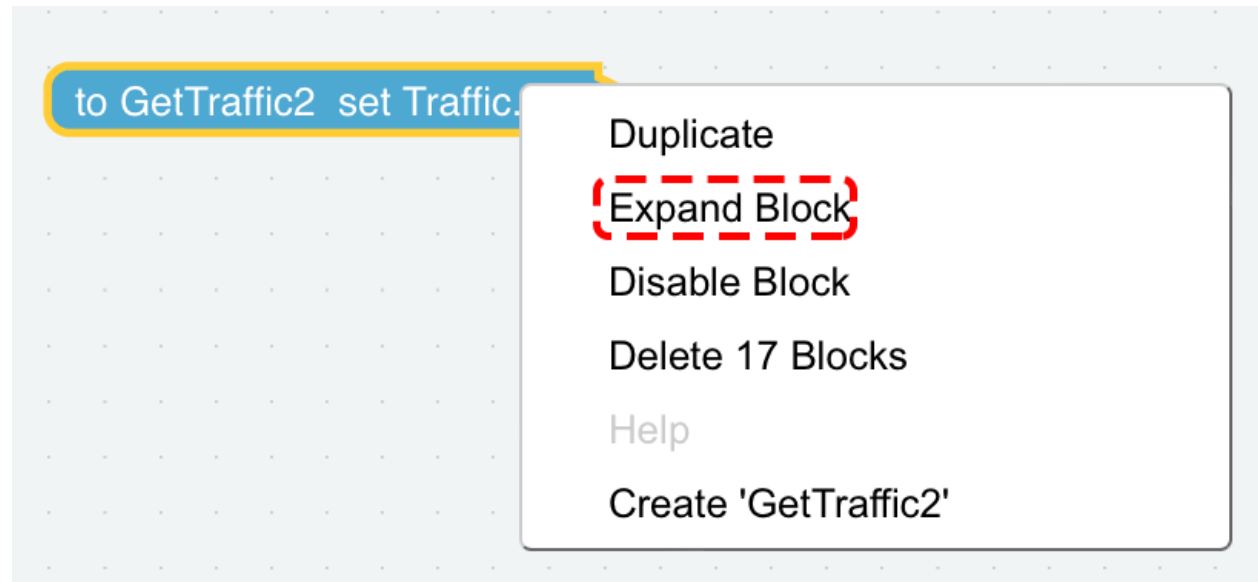 to GetTraffic2 set Traffic.
Duplicate
Expand Block
Disable Block
Delete 17 Blocks
Help
Create 'GetTraffic2'